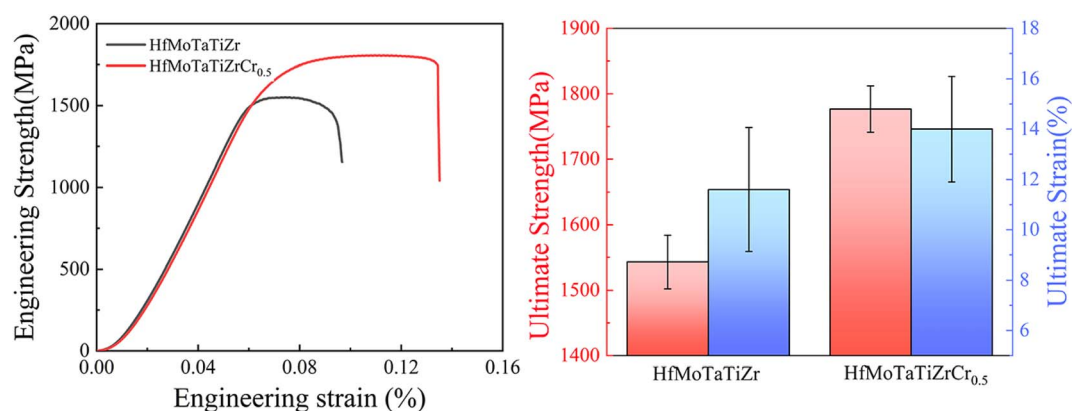 Engineering Strength(MPa)
2000
1500
1000
500
0
HfMoTaTiZr
HfMoTaTiZrCr0.5
0.00 0.04 0.08 0.12 0.16
Engineering strain (%)
Ultimate Strength(MPa)
1900
1800
1700
1600
1500
1400
HfMoTaTiZr HfMoTaTiZrCr0.5
18
16
14
12
10
8
6
Ultimate Strain(%)